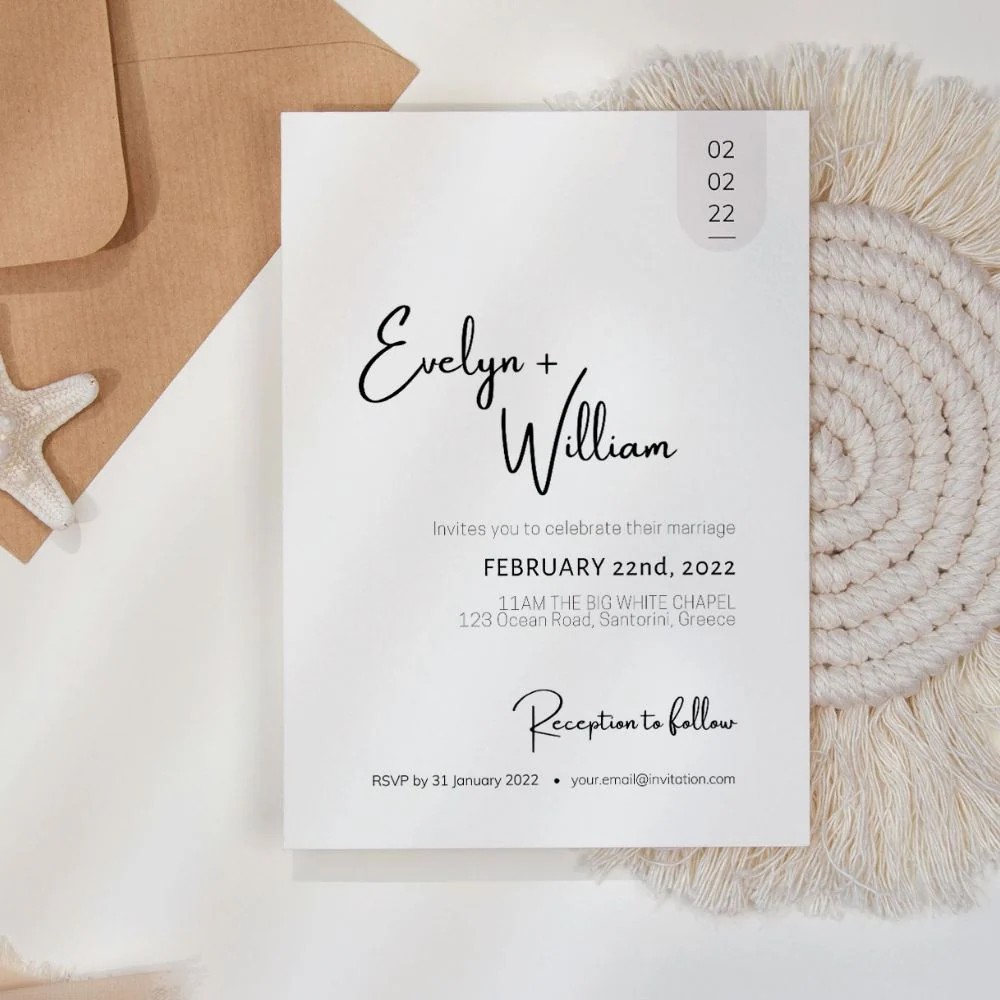 02
02
22
Evelyn +
William
Invites you to celebrate their marriage
FEBRUARY 22nd, 2022
11AM THE BIG WHITE CHAPEL
123 Ocean Road, Santorini, Greece
Reception to follow
RSVP by 31 January 2022 • your.email@invitation.com